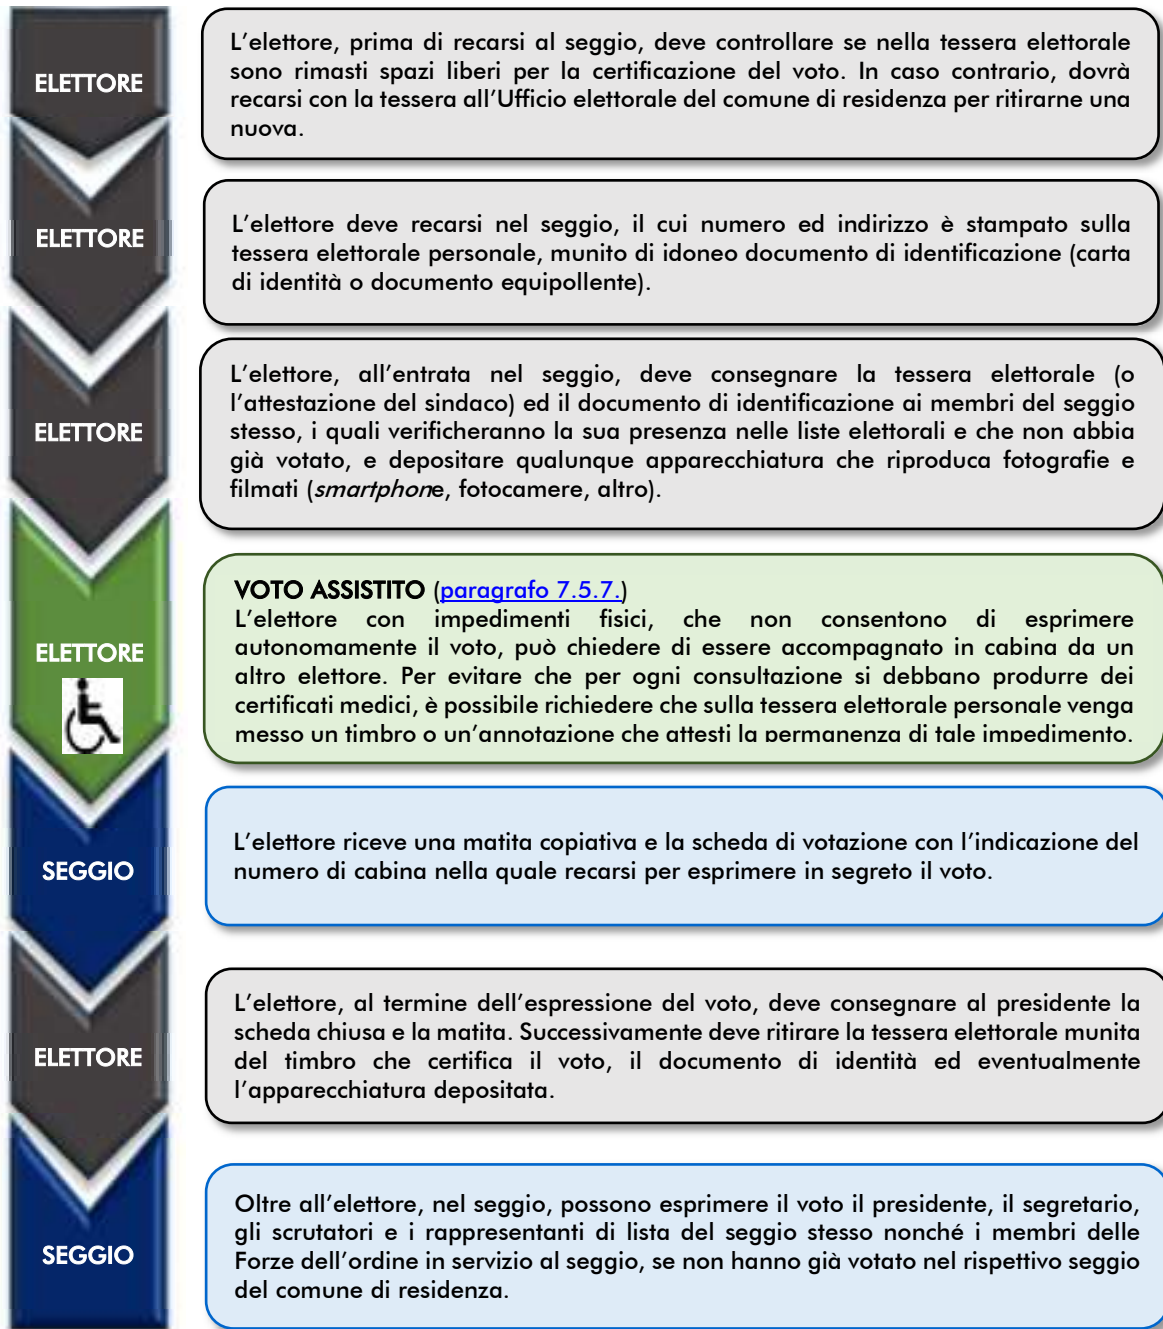 ELETTORE
L'elettore, prima di recarsi al seggio, deve controllare se nella tessera elettorale
sono rimasti spazi liberi per la certificazione del voto. In caso contrario, dovrà
recarsi con la tessera all'Ufficio elettorale del comune di residenza per ritirarne una
nuova.
ELETTORE
L'elettore deve recarsi nel seggio, il cui numero ed indirizzo è stampato sulla
tessera elettorale personale, munito di idoneo documento di identificazione (carta
di identità o documento equipollente).
ELETTORE
L'elettore, all'entrata nel seggio, deve consegnare la tessera elettorale (o
l'attestazione del sindaco) ed il documento di identificazione ai membri del seggio
stesso, i quali verificheranno la sua presenza nelle liste elettorali e che non abbia
già votato, e depositare qualunque apparecchiatura che riproduca fotografie e
filmati (smartphone, fotocamere, altro).
ELETTORE
VOTO ASSISTITO (paragrafo 7.5.7.)
L'elettore con impedimenti fisici, che non consentono di esprimere
autonomamente il voto, può chiedere di essere accompagnato in cabina da un
altro elettore. Per evitare che per ogni consultazione si debbano produrre dei
certificati medici, è possibile richiedere che sulla tessera elettorale personale venga
messo un timbro o un'annotazione che attesti la permanenza di tale impedimento.
SEGGIO
L'elettore riceve una matita copiativa e la scheda di votazione con l'indicazione del
numero di cabina nella quale recarsi per esprimere in segreto il voto.
ELETTORE
L'elettore, al termine dell'espressione del voto, deve consegnare al presidente la
scheda chiusa e la matita. Successivamente deve ritirare la tessera elettorale munita
del timbro che certifica il voto, il documento di identità ed eventualmente
l'apparecchiatura depositata.
SEGGIO
Oltre all'elettore, nel seggio, possono esprimere il voto il presidente, il segretario,
gli scrutatori e i rappresentanti di lista del seggio stesso nonché i membri delle
Forze dell'ordine in servizio al seggio, se non hanno già votato nel rispettivo seggio
del comune di residenza.